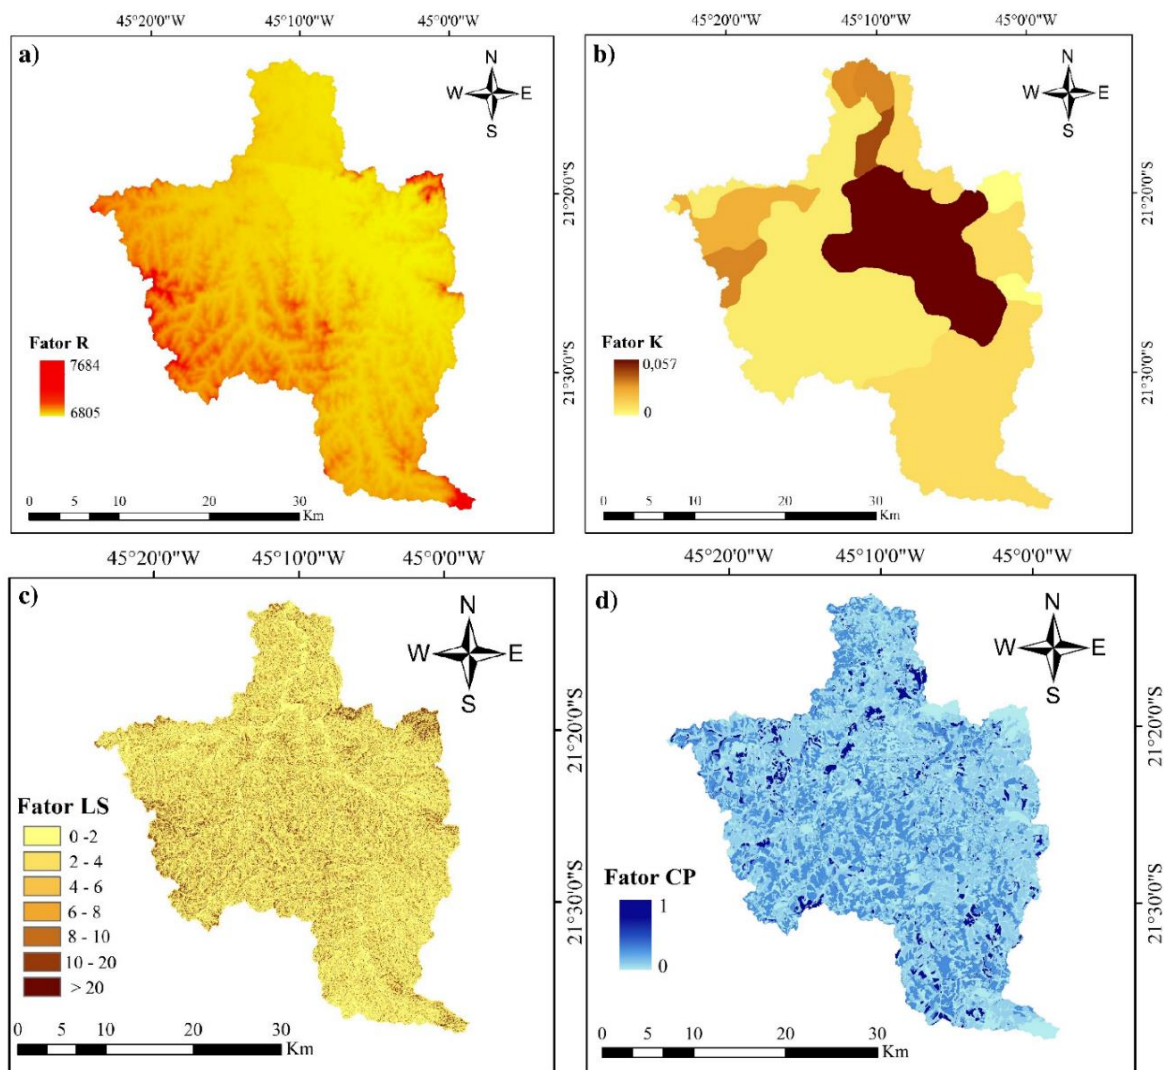 45°20'0"W 45°10'0"W 45°0'0"W
a)
N
W E
S
21°20'0"S
21°30'0"S
Fator R
7684
6805
0 5 10 20 30
Km
45°20'0"W 45°10'0"W 45°0'0"W
b)
N
W E
S
21°20'0"S
21°30'0"S
Fator K
0,057
0
0 5 10 20 30
Km
45°20'0"W 45°10'0"W 45°0'0"W
c)
N
W E
S
21°20'0"S
21°30'0"S
Fator LS
0 -2
2 - 4
4 - 6
6 - 8
8 - 10
10 - 20
> 20
0 5 10 20 30
Km
45°20'0"W 45°10'0"W 45°0'0"W
d)
N
W E
S
21°20'0"S
21°30'0"S
Fator CP
1
0
0 5 10 20 30
Km